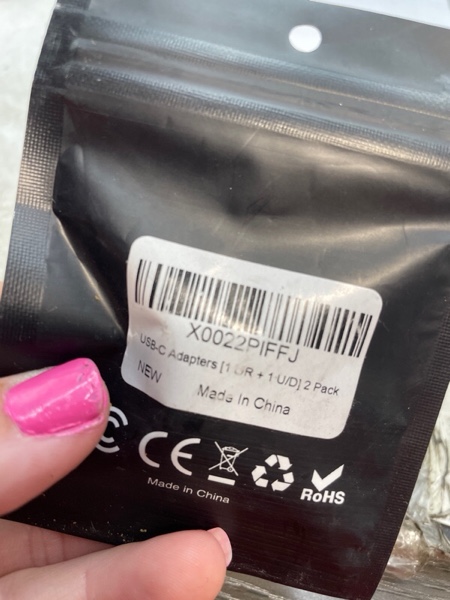 X0022PIFFJ
USB-C Adapters [1 L/R + 1 U/D] 2 Pack
NEW
Made In China
CE
RoHS
Made in China